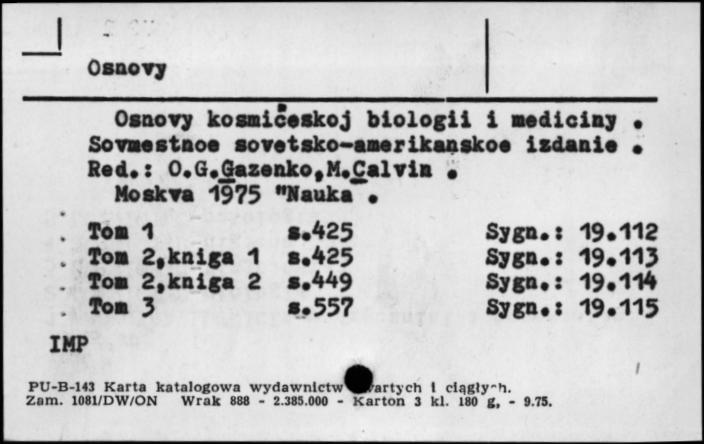 Osnovy
Osnovy kosmičeskoj biologii i mediciny .
Sovmestnoe sovetsko-amerikanskoe izdanie .
Red.: O.G.Gazenko,M.Calvin .
Moskva 1975 "Nauka .
Tom 1 s.425 Sygn.: 19.112
Tom 2,kniga 1 s.425 Sygn.: 19.113
Tom 2,kniga 2 s.449 Sygn.: 19.114
Tom 3 s.557 Sygn.: 19.115
IMP
PU-B-143 Karta katalogowa wydawnictw i ciągłych.
Zam. 1081/DW/ON Wrak 888 - 2.385.000 - Karton 3 kl. 180 g, - 9.75.